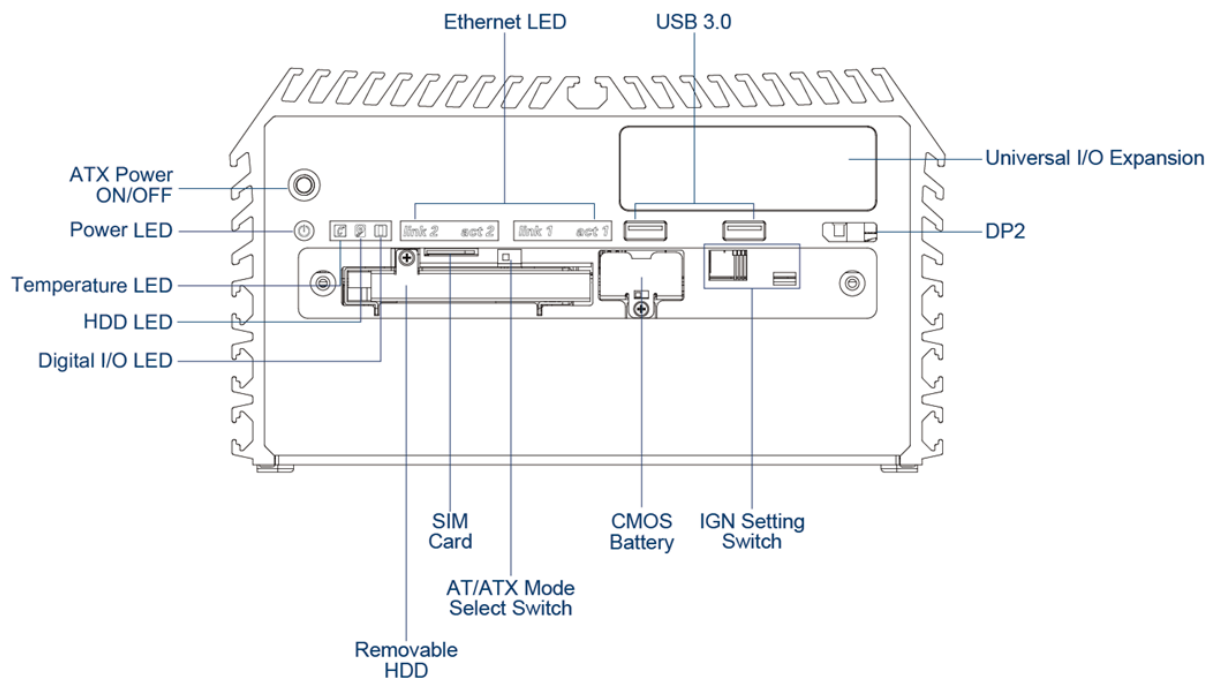 Ethernet LED
USB 3.0
Universal I/O Expansion
ATX Power
ON/OFF
Power LED
link 2 act 2
link 1 act 1
DP2
Temperature LED
HDD LED
Digital I/O LED
SIM
Card
CMOS
Battery
IGN Setting
Switch
AT/ATX Mode
Select Switch
Removable
HDD